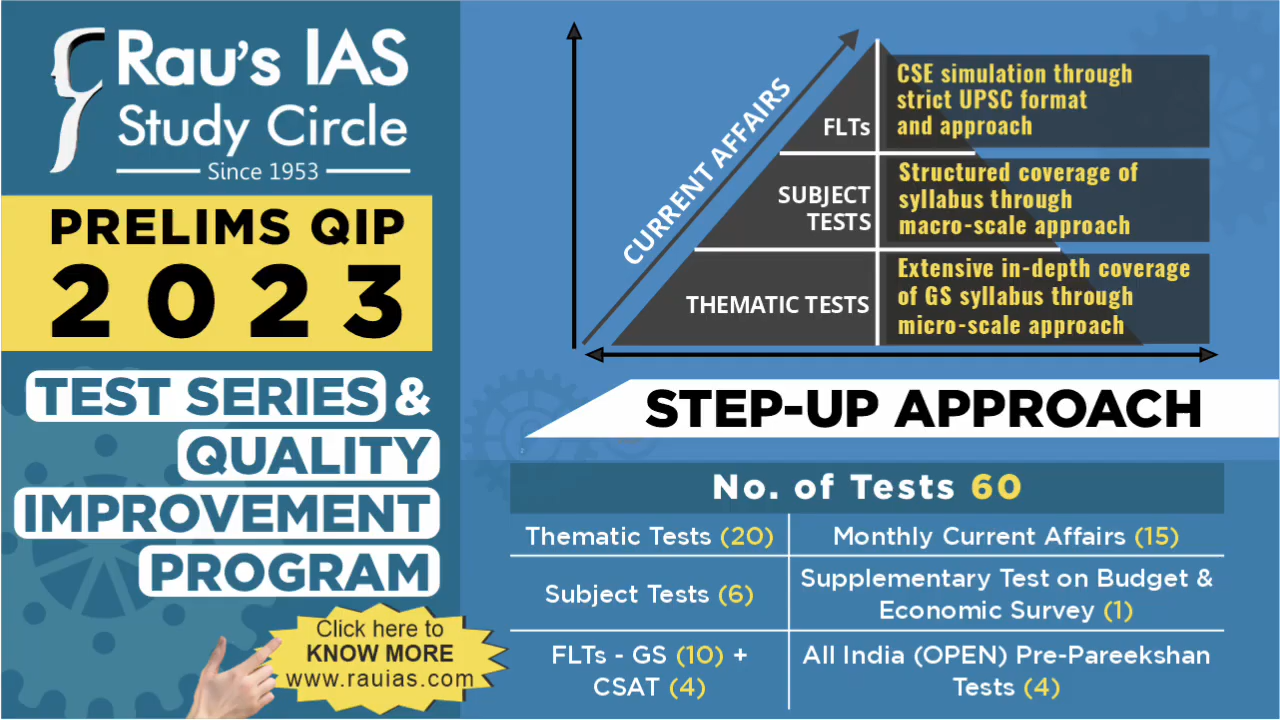 Rau's IAS
Study Circle
Since 1953
PRELIMS QIP
2023
TEST SERIES &
QUALITY
IMPROVEMENT
PROGRAM
Click here to
KNOW MORE
www.rauias.com
CURRENT AFFAIRS
FLTs
CSE simulation through
strict UPSC format
and approach
SUBJECT
TESTS
Structured coverage of
syllabus through
macro-scale approach
THEMATIC TESTS
Extensive in-depth coverage
of GS syllabus through
micro-scale approach
STEP-UP APPROACH
No. of Tests 60
Thematic Tests (20)
Monthly Current Affairs (15)
Subject Tests (6)
Supplementary Test on Budget &
Economic Survey (1)
FLTs - GS (10) +
CSAT (4)
All India (OPEN) Pre-Pareekshan
Tests (4)